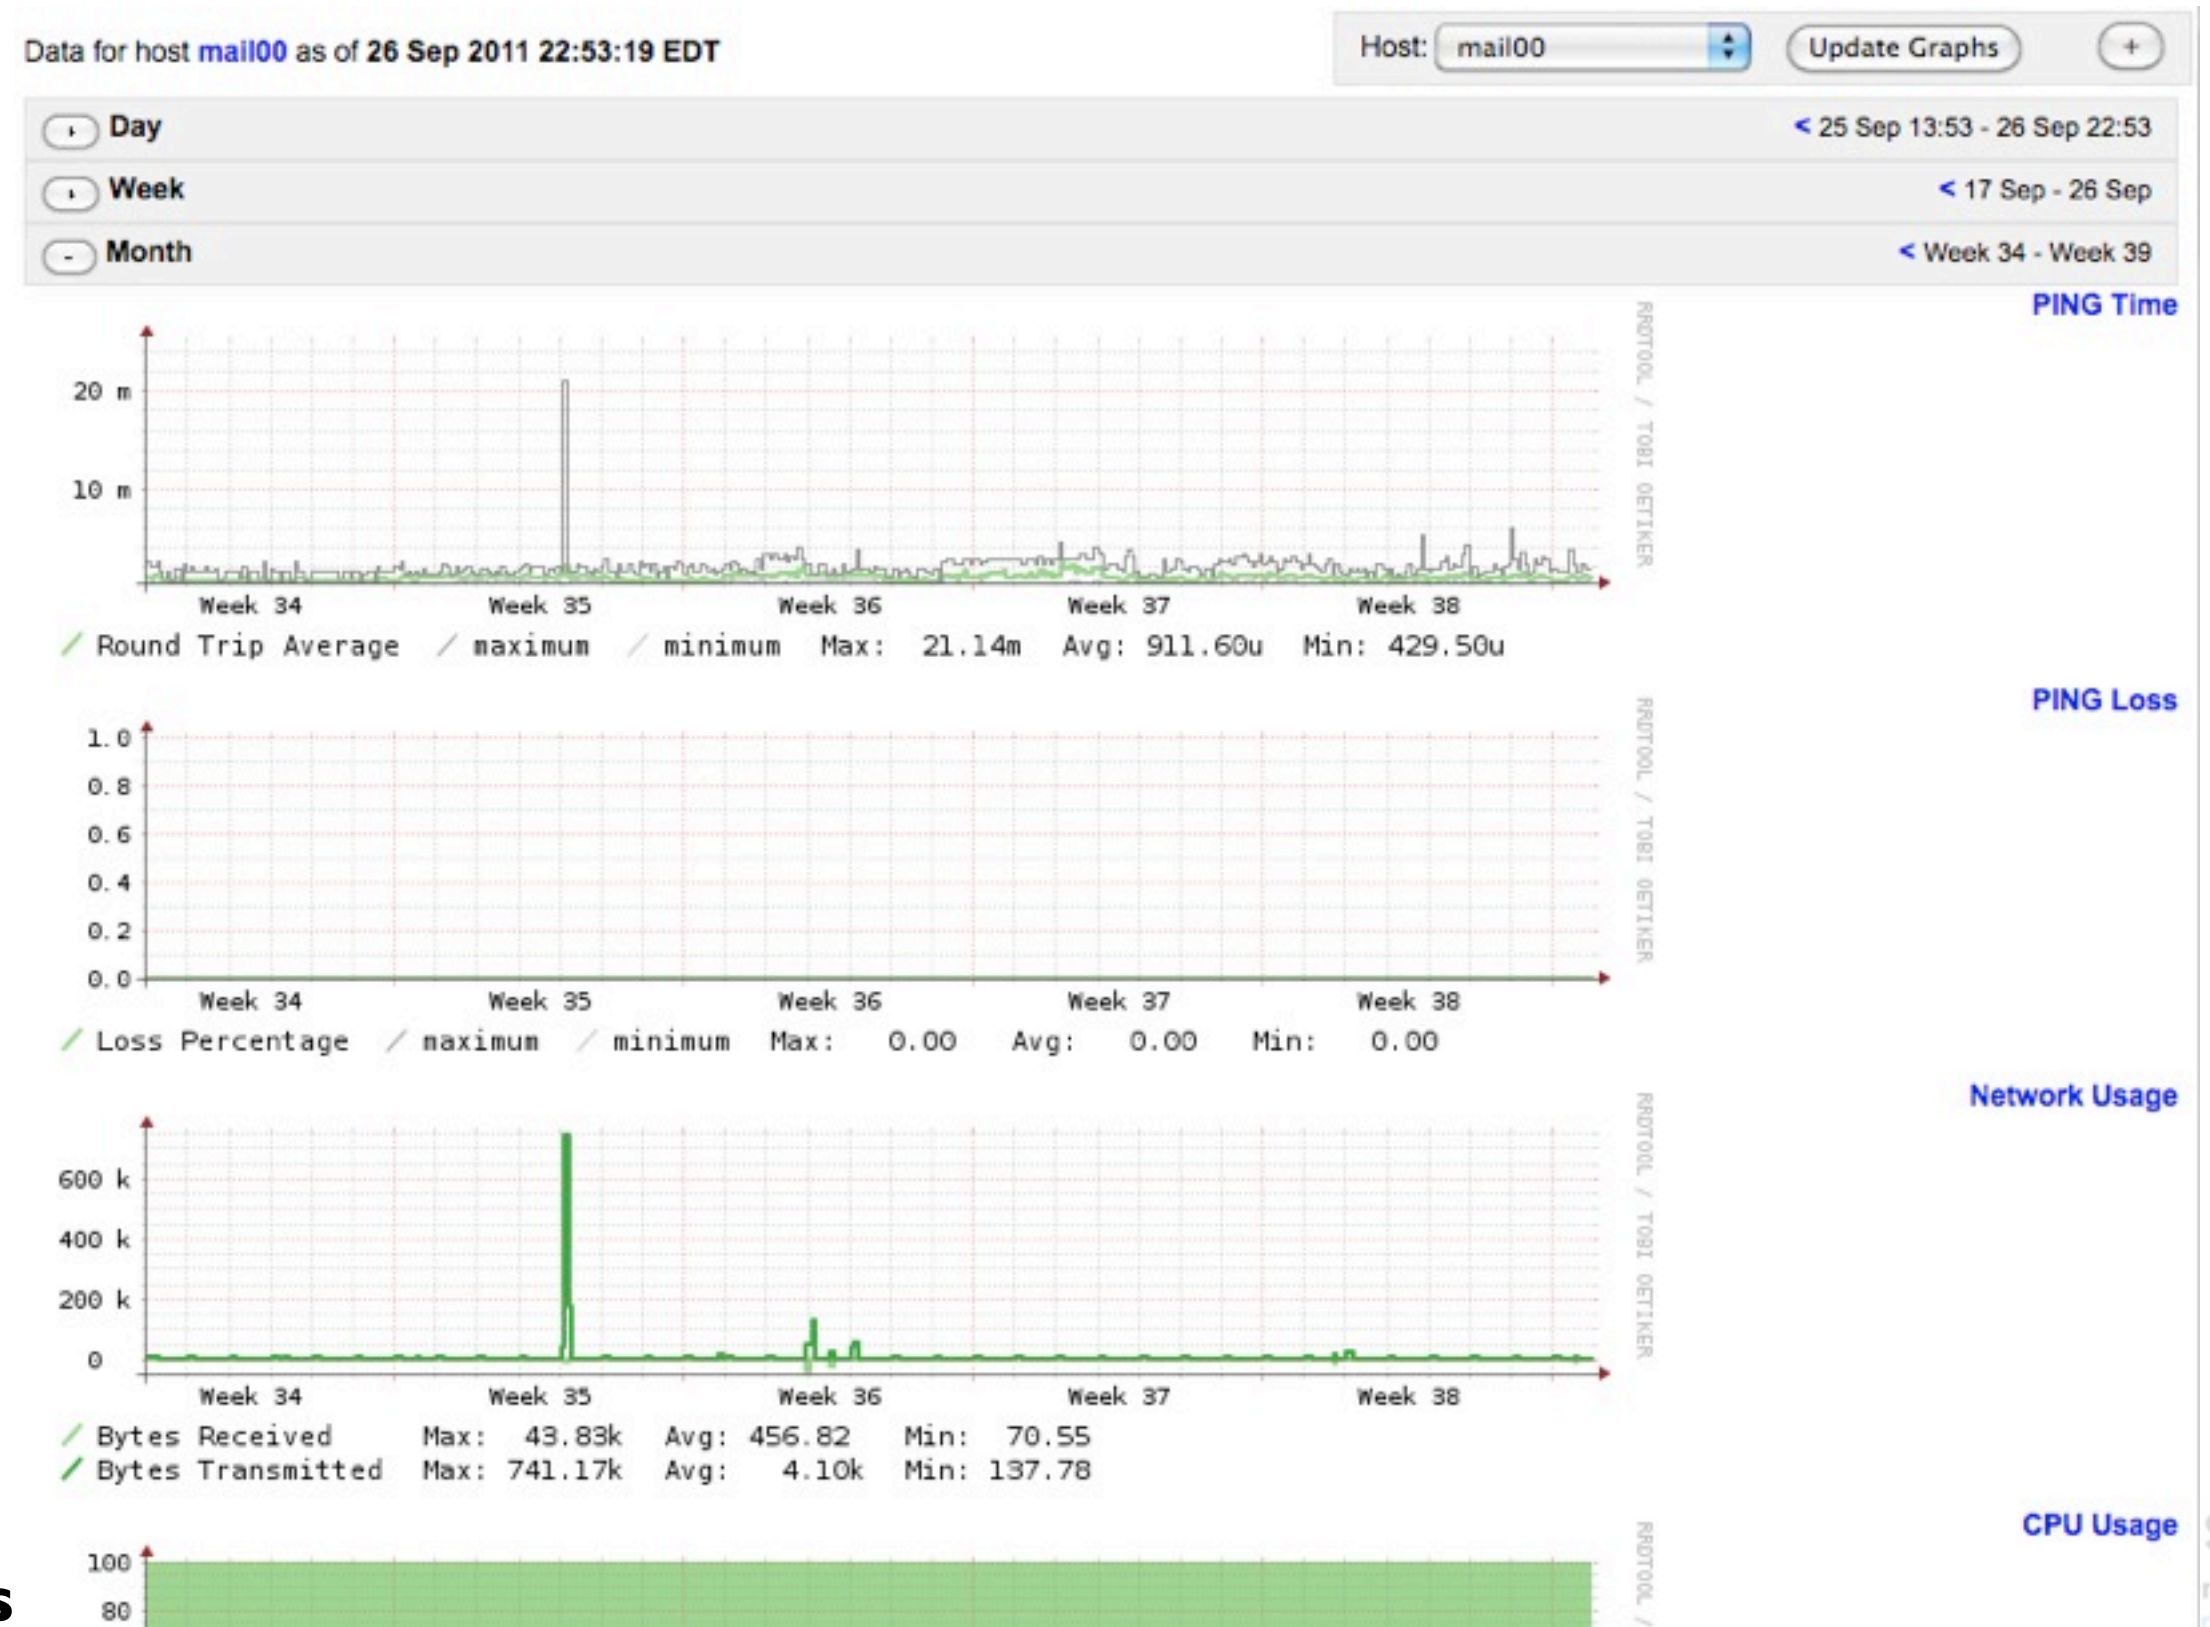 Data for host mail00 as of 26 Sep 2011 22:53:19 EDT
Host: mail00 Update Graphs +
Day < 25 Sep 13:53 - 26 Sep 22:53
Week < 17 Sep - 26 Sep
- Month < Week 34 - Week 39
PING Time
20 m
10 m
Week 34 Week 35 Week 36 Week 37 Week 38
Round Trip Average maximum minimum Max: 21.14m Avg: 911.60u Min: 429.50u
RRDTOOL / TOBI OETIKER
PING Loss
1.0
0.8
0.6
0.4
0.2
0.0
Week 34 Week 35 Week 36 Week 37 Week 38
Loss Percentage maximum minimum Max: 0.00 Avg: 0.00 Min: 0.00
RRDTOOL / TOBI OETIKER
Network Usage
600 k
400 k
200 k
0
Week 34 Week 35 Week 36 Week 37 Week 38
Bytes Received Max: 43.83k Avg: 456.82 Min: 70.55
Bytes Transmitted Max: 741.17k Avg: 4.10k Min: 137.78
RRDTOOL / TOBI OETIKER
CPU Usage
100
80
RRDTOOL /
s